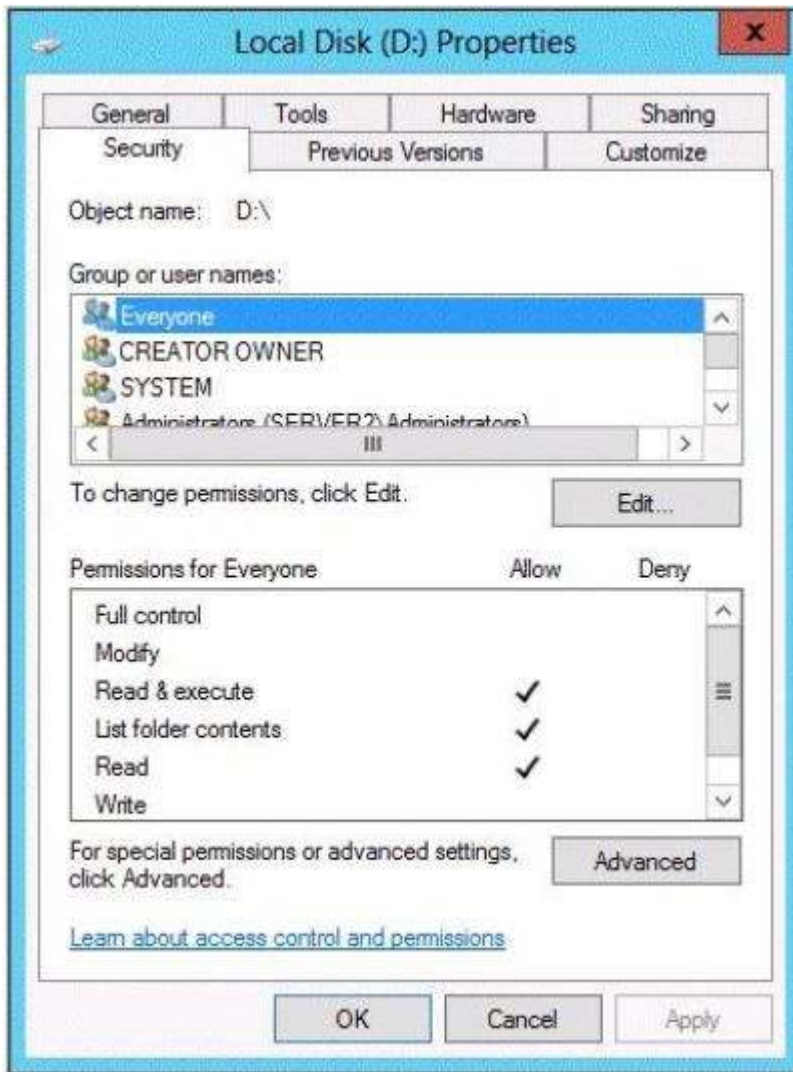 Local Disk (D:) Properties
x
General Tools Hardware Sharing
Security Previous Versions Customize
Object name: D:\
Group or user names:
Everyone
CREATOR OWNER
SYSTEM
Administrators (SERVER2\Administrators)
To change permissions, click Edit.
Edit...
Permissions for Everyone Allow Deny
Full control
Modify
Read & execute
List folder contents
Read
Write
For special permissions or advanced settings,
click Advanced.
Advanced
Learn about access control and permissions
OK Cancel Apply